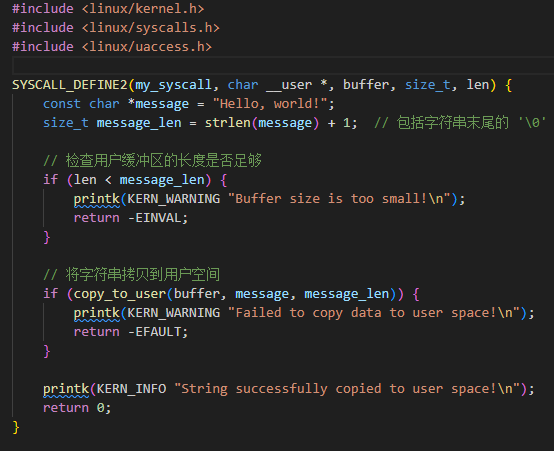 #include <linux/kernel.h>
#include <linux/syscalls.h>
#include <linux/uaccess.h>
SYSCALL_DEFINE2(my_syscall, char __user *, buffer, size_t, len) {
    const char *message = "Hello, world!";
    size_t message_len = strlen(message) + 1;  // 包括字符串末尾的 '\0'
    // 检查用户缓冲区的长度是否足够
    if (len < message_len) {
        printk(KERN_WARNING "Buffer size is too small!\n");
        return -EINVAL;
    }
    // 将字符串拷贝到用户空间
    if (copy_to_user(buffer, message, message_len)) {
        printk(KERN_WARNING "Failed to copy data to user space!\n");
        return -EFAULT;
    }
    printk(KERN_INFO "String successfully copied to user space!\n");
    return 0;
}